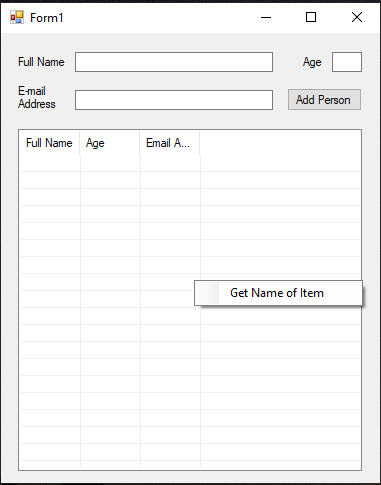 Form1
Full Name
Age
E-mail
Address
Add Person
Full Name Age Email A...
Get Name of Item